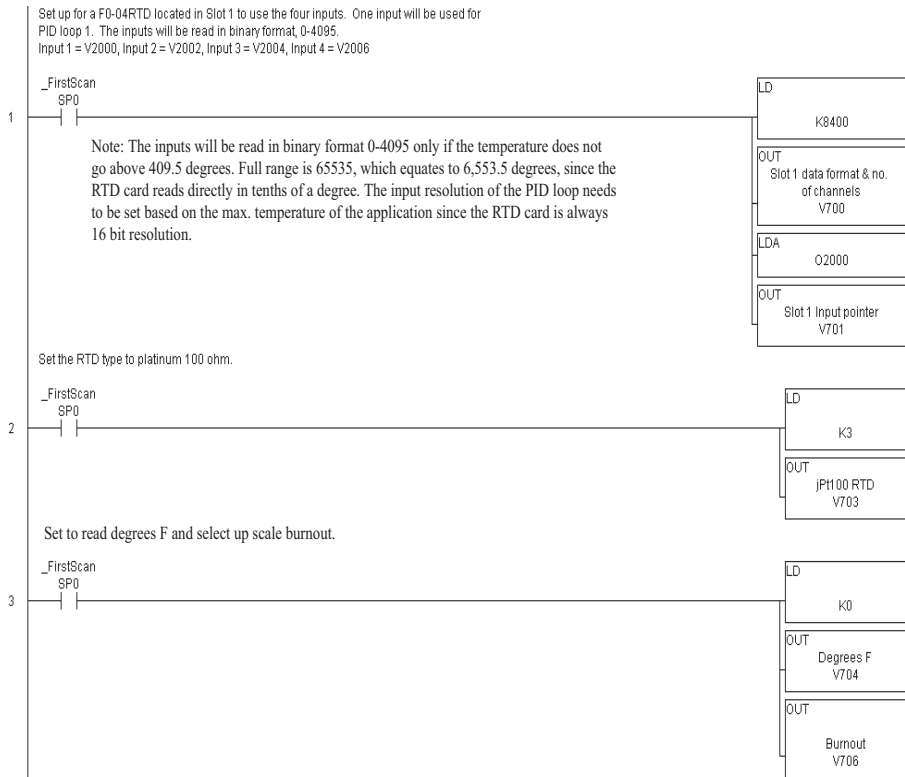 Set up for a F0-04RTD located in Slot 1 to use the four inputs. One input will be used for
PID loop 1. The inputs will be read in binary format, 0-4095.
Input 1 = V2000, Input 2 = V2002, Input 3 = V2004, Input 4 = V2006
_FirstScan
SP0
1
LD
K8400
OUT
Slot 1 data format & no.
of channels
V700
LDA
O2000
OUT
Slot 1 Input pointer
V701
Note: The inputs will be read in binary format 0-4095 only if the temperature does not
go above 409.5 degrees. Full range is 65535, which equates to 6,553.5 degrees, since the
RTD card reads directly in tenths of a degree. The input resolution of the PID loop needs
to be set based on the max. temperature of the application since the RTD card is always
16 bit resolution.
Set the RTD type to platinum 100 ohm.
_FirstScan
SP0
2
LD
K3
OUT
jPt100 RTD
V703
Set to read degrees F and select up scale burnout.
_FirstScan
SP0
3
LD
K0
OUT
Degrees F
V704
OUT
Burnout
V706